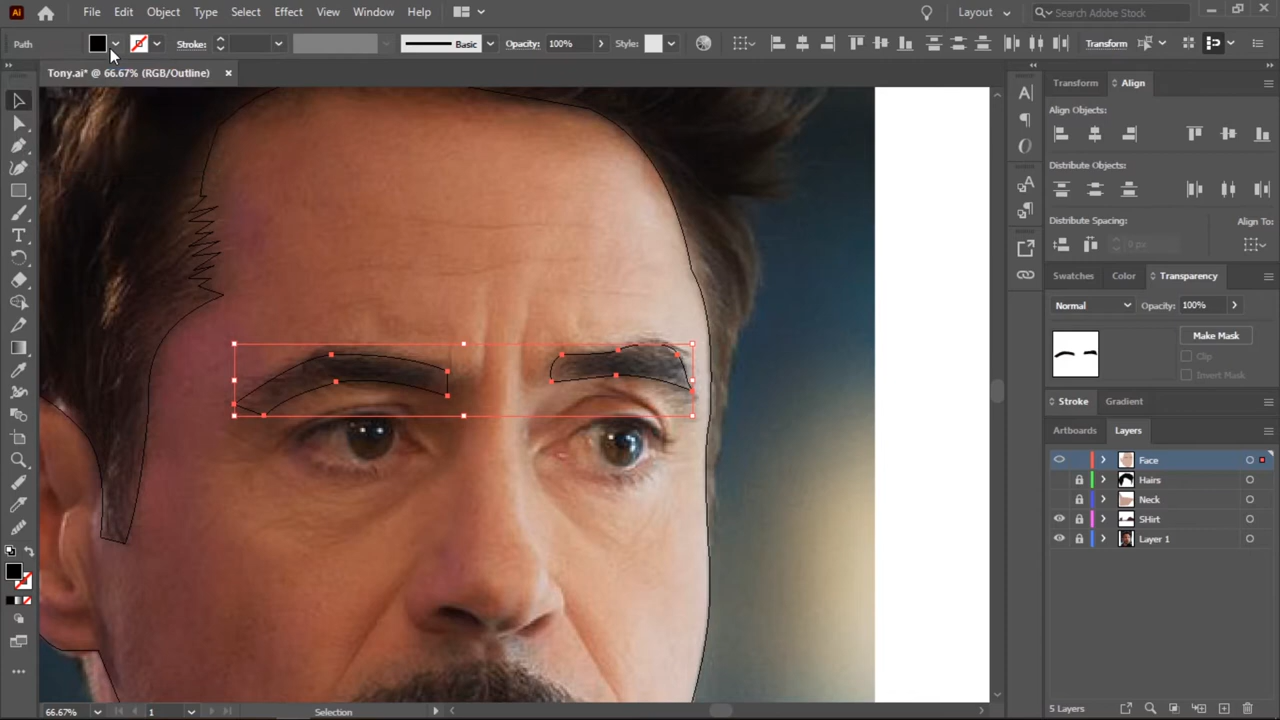 Ai File Edit Object Type Select Effect View Window Help Layout Search Adobe Stock
Path Stroke: Basic Opacity: 100% Style: Transform
Tony.ai* @ 66.67% (RGB/Outline) ×
Transform Align
Align Objects:
Distribute Objects:
Distribute Spacing: Align To:
0 px
Swatches Color Transparency
Normal Opacity: 100%
Make Mask
Clip
Invert Mask
Stroke Gradient
Artboards Layers
Face
Hairs
Neck
SHirt
Layer 1
66.67% 1 Selection 5 Layers